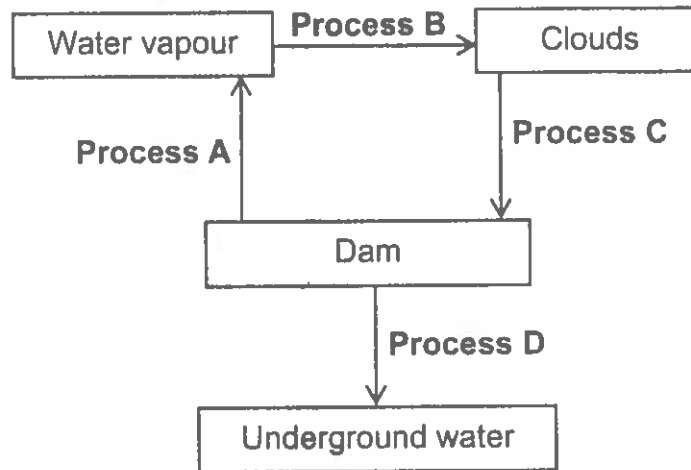 Water vapour
Process B
Clouds
Process A
Process C
Dam
Process D
Underground water